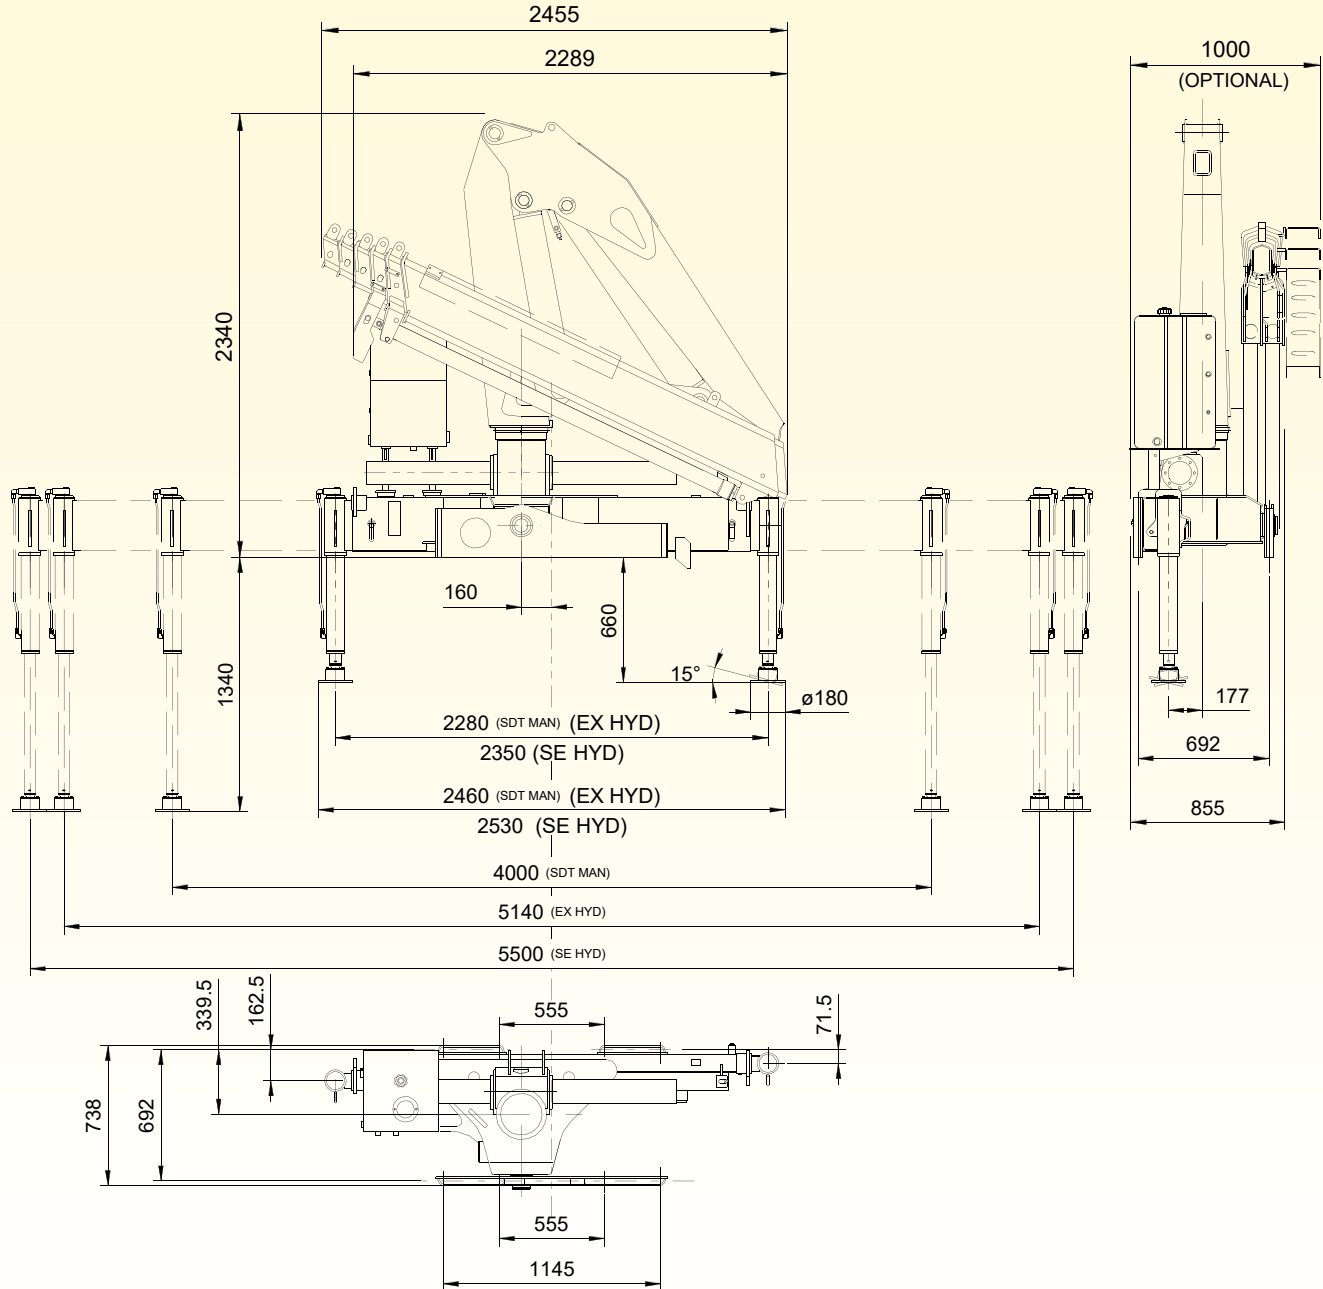 2455
2289
1000
(OPTIONAL)
2340
160
660
1340
15°
ø180
177
2280 (SDT MAN) (EX HYD)
2350 (SE HYD)
692
2460 (SDT MAN) (EX HYD)
2530 (SE HYD)
855
4000 (SDT MAN)
5140 (EX HYD)
5500 (SE HYD)
339.5
162.5
555
71.5
738
692
555
1145